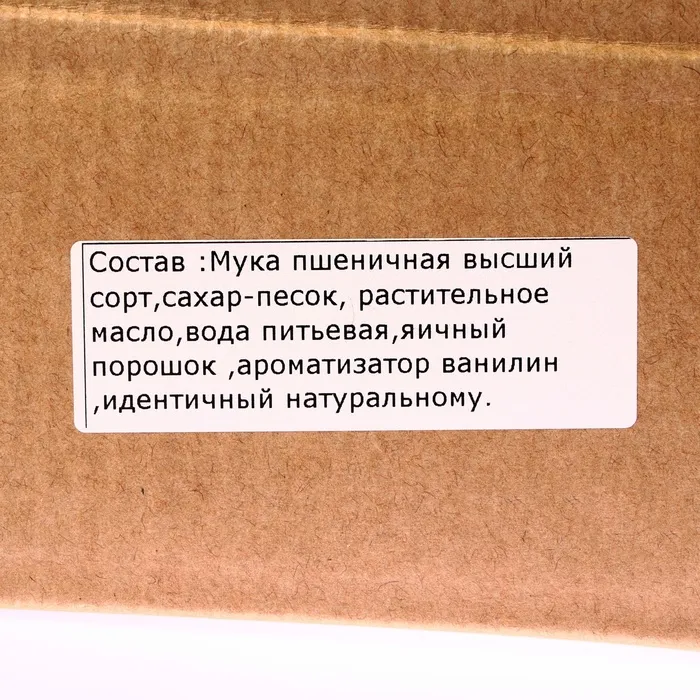 Состав :Мука пшеничная высший
сорт,сахар-песок, растительное
масло,вода питьевая,яичный
порошок ,ароматизатор ванилин
,идентичный натуральному.